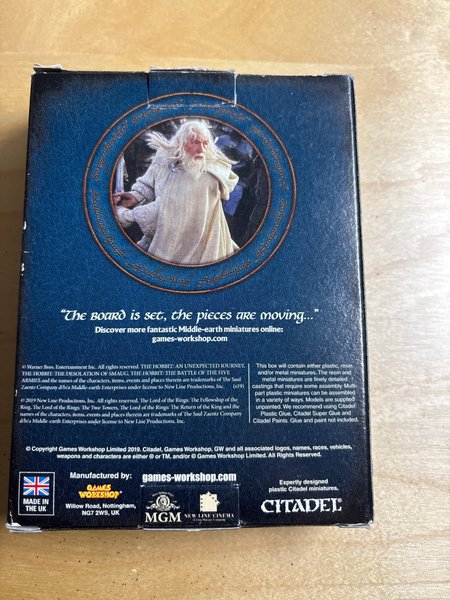 "The board is set, the pieces are moving..."
Discover more fantastic Middle-earth miniatures online:
games-workshop.com
© Warner Bros. Entertainment Inc. All rights reserved. THE HOBBIT: AN UNEXPECTED JOURNEY,
THE HOBBIT: THE DESOLATION OF SMAUG, THE HOBBIT: THE BATTLE OF THE FIVE
ARMIES and the names of the characters, items, events and places therein are trademarks of The Saul
Zaentz Company d/b/a Middle-earth Enterprises under license to New Line Productions, Inc. (s19)
© 2019 New Line Productions, Inc. All rights reserved. The Lord of the Rings: The Fellowship of the
Ring, The Lord of the Rings: The Two Towers, The Lord of the Rings: The Return of the King and the
names of the characters, items, events and places therein are trademarks of The Saul Zaentz Company
d/b/a Middle-earth Enterprises under license to New Line Productions, Inc.
This box will contain either plastic, resin
and/or metal miniatures. The resin and
metal miniatures are finely detailed
castings that require some assembly. Mult-
part plastic miniatures can be assembled
in a variety of ways. Models are supplied
unpainted. We recommend using Citadel
Plastic Glue, Citadel Super Glue and
Citadel Paints. Glue and paint not included.
© Copyright Games Workshop Limited 2019. Citadel, Games Workshop, GW and all associated logos, names, races, vehicles,
weapons and characters are either ® or TM, and/or © Games Workshop Limited. All Rights Reserved.
MADE IN
THE UK
Manufactured by:
GAMES
WORKSHOP
Willow Road, Nottingham,
NG7 2WS, UK
games-workshop.com
MGM
NEW LINE CINEMA
Expertly designed
plastic Citadel miniatures.
CITADEL